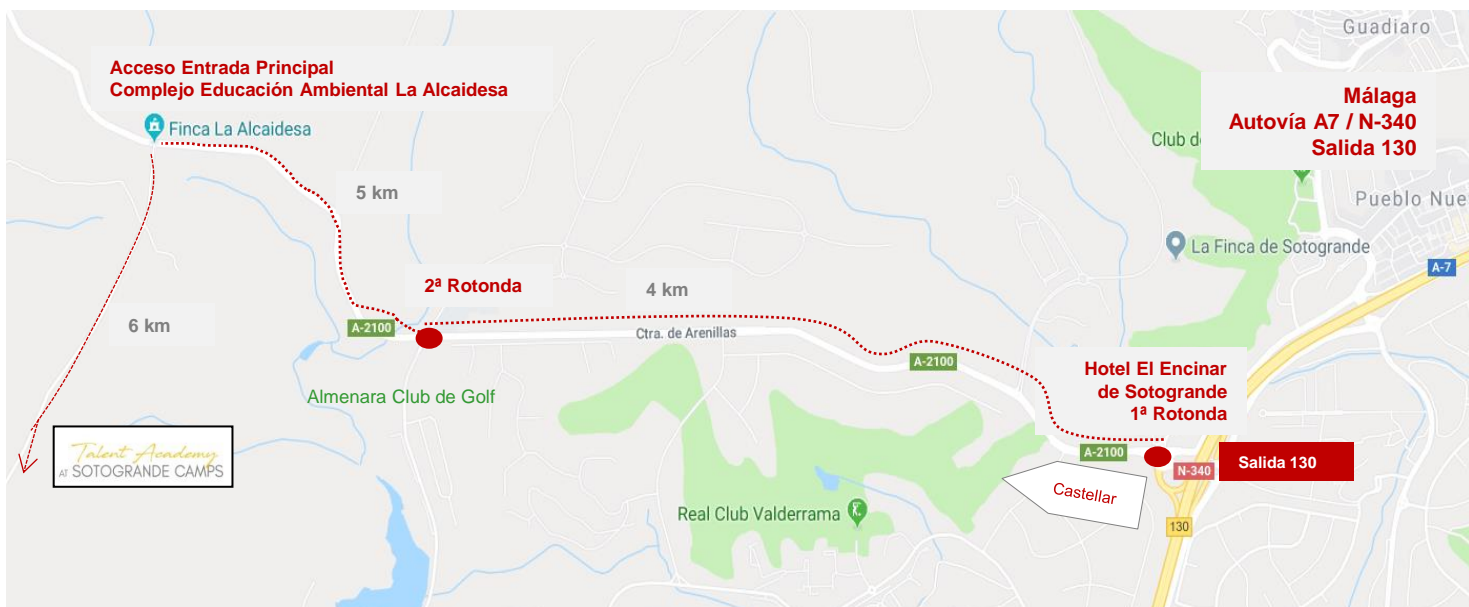 Guadiaro
Acceso Entrada Principal
Complejo Educación Ambiental La Alcaidesa
Málaga
Autovía A7 / N-340
Salida 130
Finca La Alcaidesa
Club d
5 km
Pueblo Nue
La Finca de Sotogrande
A-7
2ª Rotonda
4 km
6 km
A-2100
Ctra. de Arenillas
A-2100
Hotel El Encinar
de Sotogrande
1ª Rotonda
Almenara Club de Golf
Talent Academy
AT SOTOGRANDE CAMPS
A-2100
N-340
Salida 130
Castellar
Real Club Valderrama
130